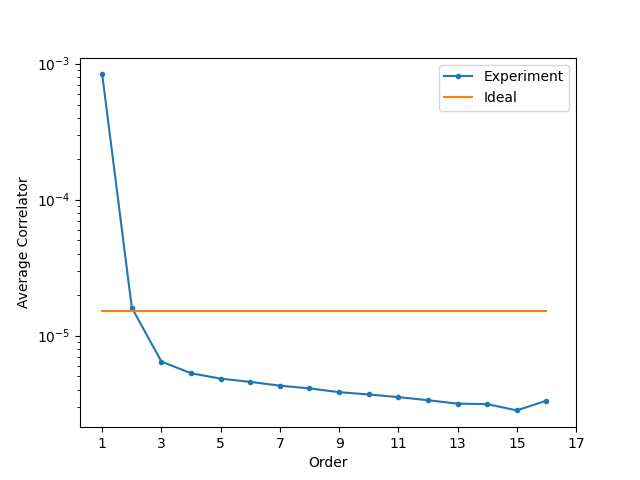 10⁻³
10⁻⁴
10⁻⁵
Average Correlator
Experiment
Ideal
1 3 5 7 9 11 13 15 17
Order